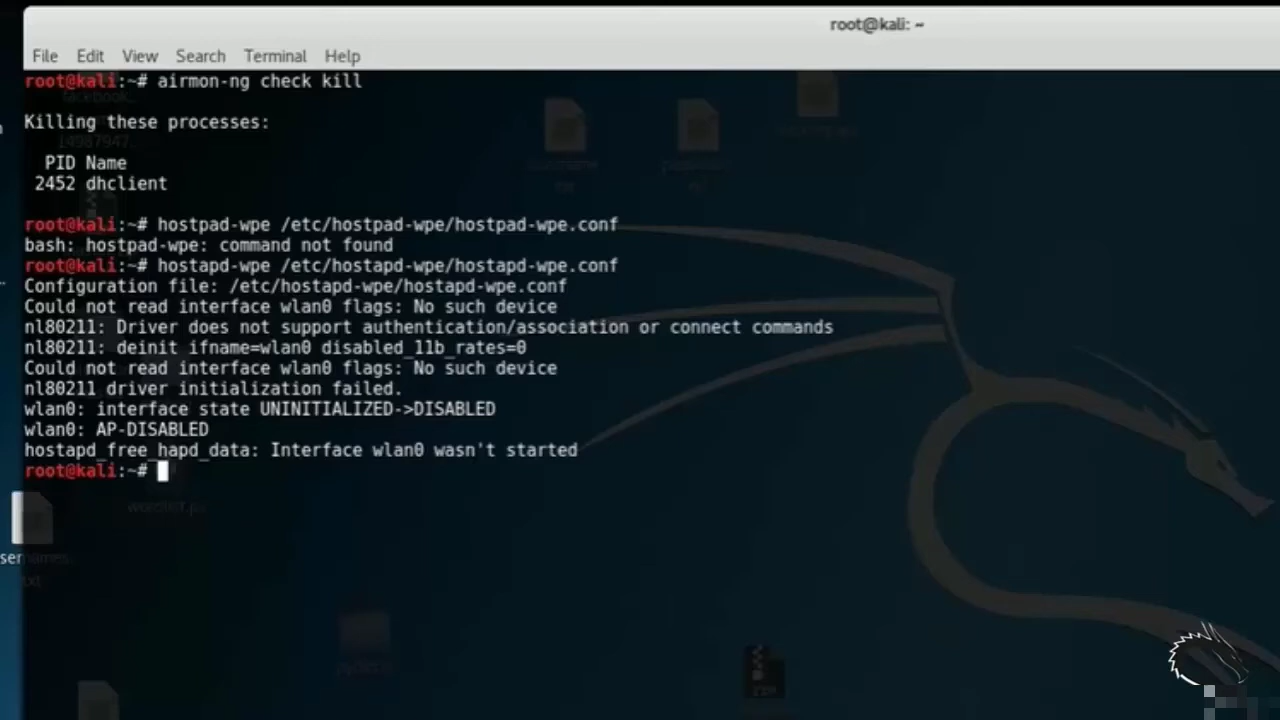 root@kali: ~
File Edit View Search Terminal Help
root@kali:~# airmon-ng check kill
Killing these processes:
PID Name
2452 dhclient
root@kali:~# hostpad-wpe /etc/hostpad-wpe/hostpad-wpe.conf
bash: hostpad-wpe: command not found
root@kali:~# hostapd-wpe /etc/hostapd-wpe/hostapd-wpe.conf
Configuration file: /etc/hostapd-wpe/hostapd-wpe.conf
Could not read interface wlan0 flags: No such device
nl80211: Driver does not support authentication/association or connect commands
nl80211: deinit ifname=wlan0 disabled_11b_rates=0
Could not read interface wlan0 flags: No such device
nl80211 driver initialization failed.
wlan0: interface state UNINITIALIZED->DISABLED
wlan0: AP-DISABLED
hostapd_free_hapd_data: Interface wlan0 wasn't started
root@kali:~#